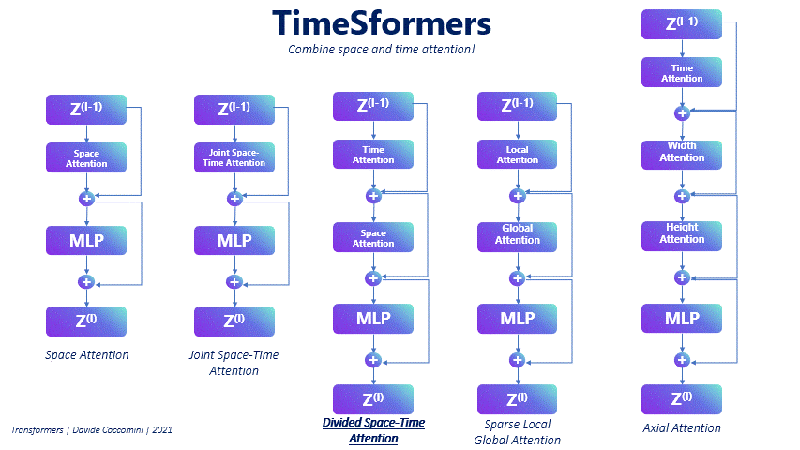 TimeSformers
Combine space and time attention!
Z(l-1)
Space
Attention
+
MLP
+
Z(l)
Space Attention
Z(l-1)
Joint Space-
Time Attention
+
MLP
+
Z(l)
Joint Space-Time
Attention
Z(l-1)
Time
Attention
+
Space
Attention
+
MLP
+
Z(l)
Divided Space-Time
Attention
Z(l-1)
Local
Attention
+
Global
Attention
+
MLP
+
Z(l)
Sparse Local
Global Attention
Z(l-1)
Time
Attention
+
Width
Attention
+
Height
Attention
+
MLP
+
Z(l)
Axial Attention
Transformers | Davide Coccomini | 2021